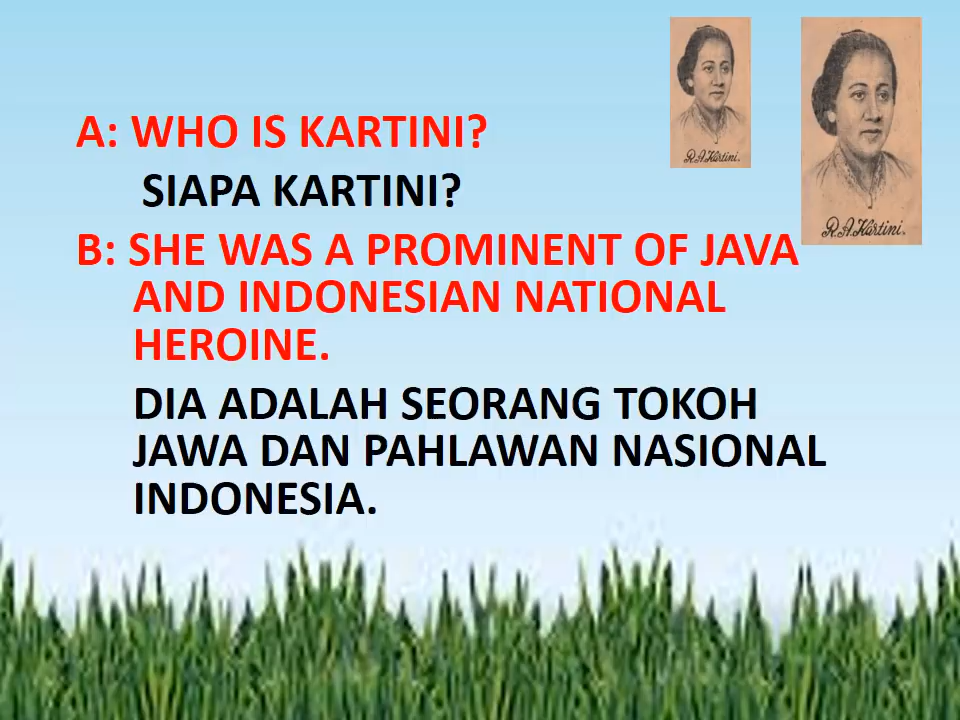 A: WHO IS KARTINI?
SIAPA KARTINI?
B: SHE WAS A PROMINENT OF JAVA
AND INDONESIAN NATIONAL
HEROINE.
DIA ADALAH SEORANG TOKOH
JAWA DAN PAHLAWAN NASIONAL
INDONESIA.
R.A.Kartini.
R.A.Kartini.